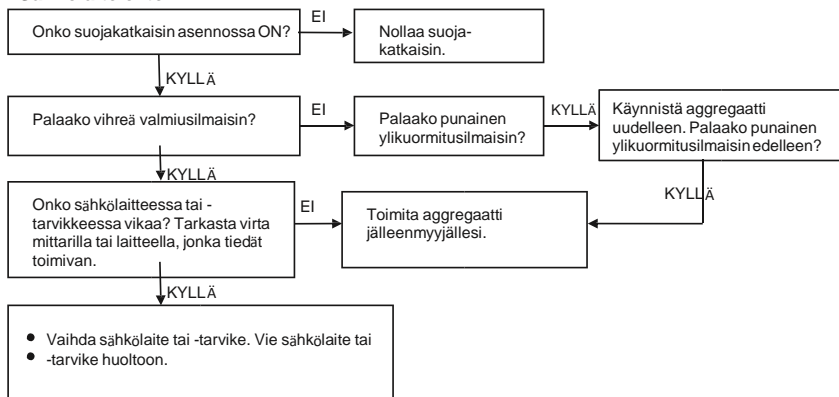 Onko suojakatkaisin asennossa ON?
EI
Nollaa suoja-
katkaisin.
KYLLÄ
Palaako vihreä valmiusilmaisin?
EI
Palaako punainen
ylikuormitusilmaisin?
KYLLÄ
Käynnistä aggregaatti
uudelleen. Palaako punainen
ylikuormitusilmaisin edelleen?
KYLLÄ
KYLLÄ
Onko sähkölaitteessa tai -
tarvikkeessa vikaa? Tarkasta virta
mittarilla tai laitteella, jonka tiedät
toimivan.
EI
Toimita aggregaatti
jälleenmyyjällesi.
KYLLÄ
• Vaihda sähkölaite tai -tarvike. Vie sähkölaite tai
• -tarvike huoltoon.